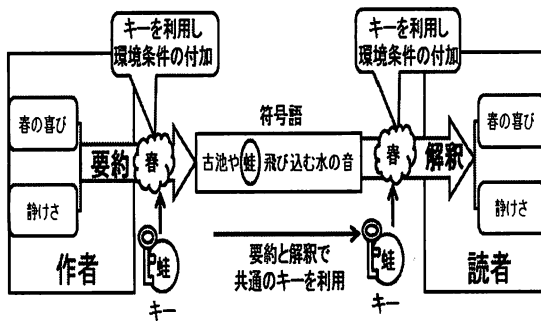 キーを利用し
環境条件の付加
キーを利用し
環境条件の付加
符号語
春の喜び
静けさ
要約
春
古池や蛙飛び込む水の音
春
解釈
春の喜び
静けさ
作者
蛙
キー
要約と解釈で
共通のキーを利用
蛙
キー
読者